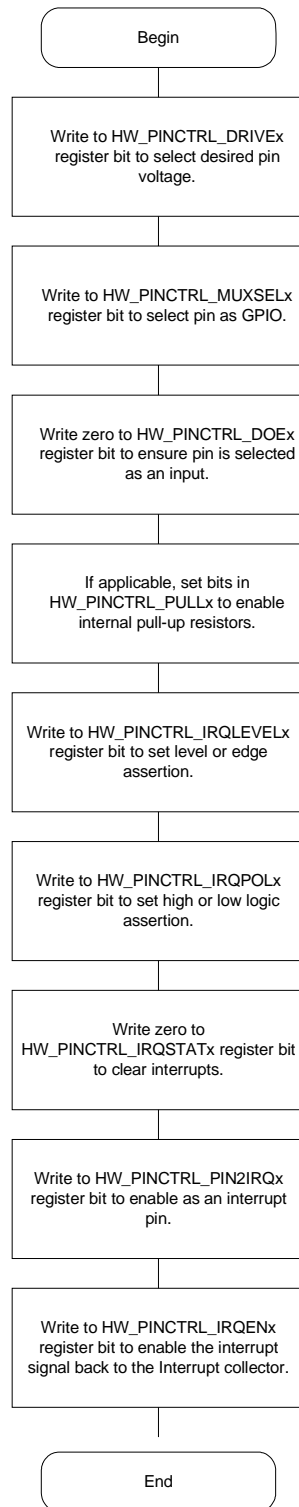 Begin
Write to HW_PINCTRL_DRIVEx
register bit to select desired pin
voltage.
Write to HW_PINCTRL_MUXSELx
register bit to select pin as GPIO.
Write zero to HW_PINCTRL_DOEx
register bit to ensure pin is selected
as an input.
If applicable, set bits in
HW_PINCTRL_PULLx to enable
internal pull-up resistors.
Write to HW_PINCTRL_IRQLEVELx
register bit to set level or edge
assertion.
Write to HW_PINCTRL_IRQPOLx
register bit to set high or low logic
assertion.
Write zero to
HW_PINCTRL_IRQSTATx register bit
to clear interrupts.
Write to HW_PINCTRL_PIN2IRQx
register bit to enable as an interrupt
pin.
Write to HW_PINCTRL_IRQENx
register bit to enable the interrupt
signal back to the Interrupt collector.
End